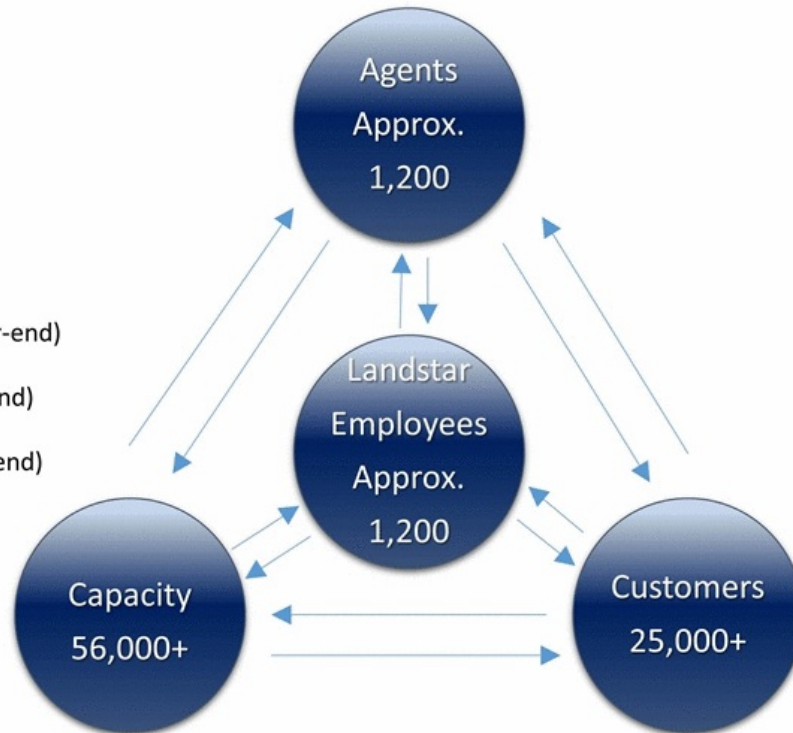 Agents
Approx.
1,200
r-end)
nd)
end)
Landstar
Employees
Approx.
1,200
Capacity
56,000+
Customers
25,000+